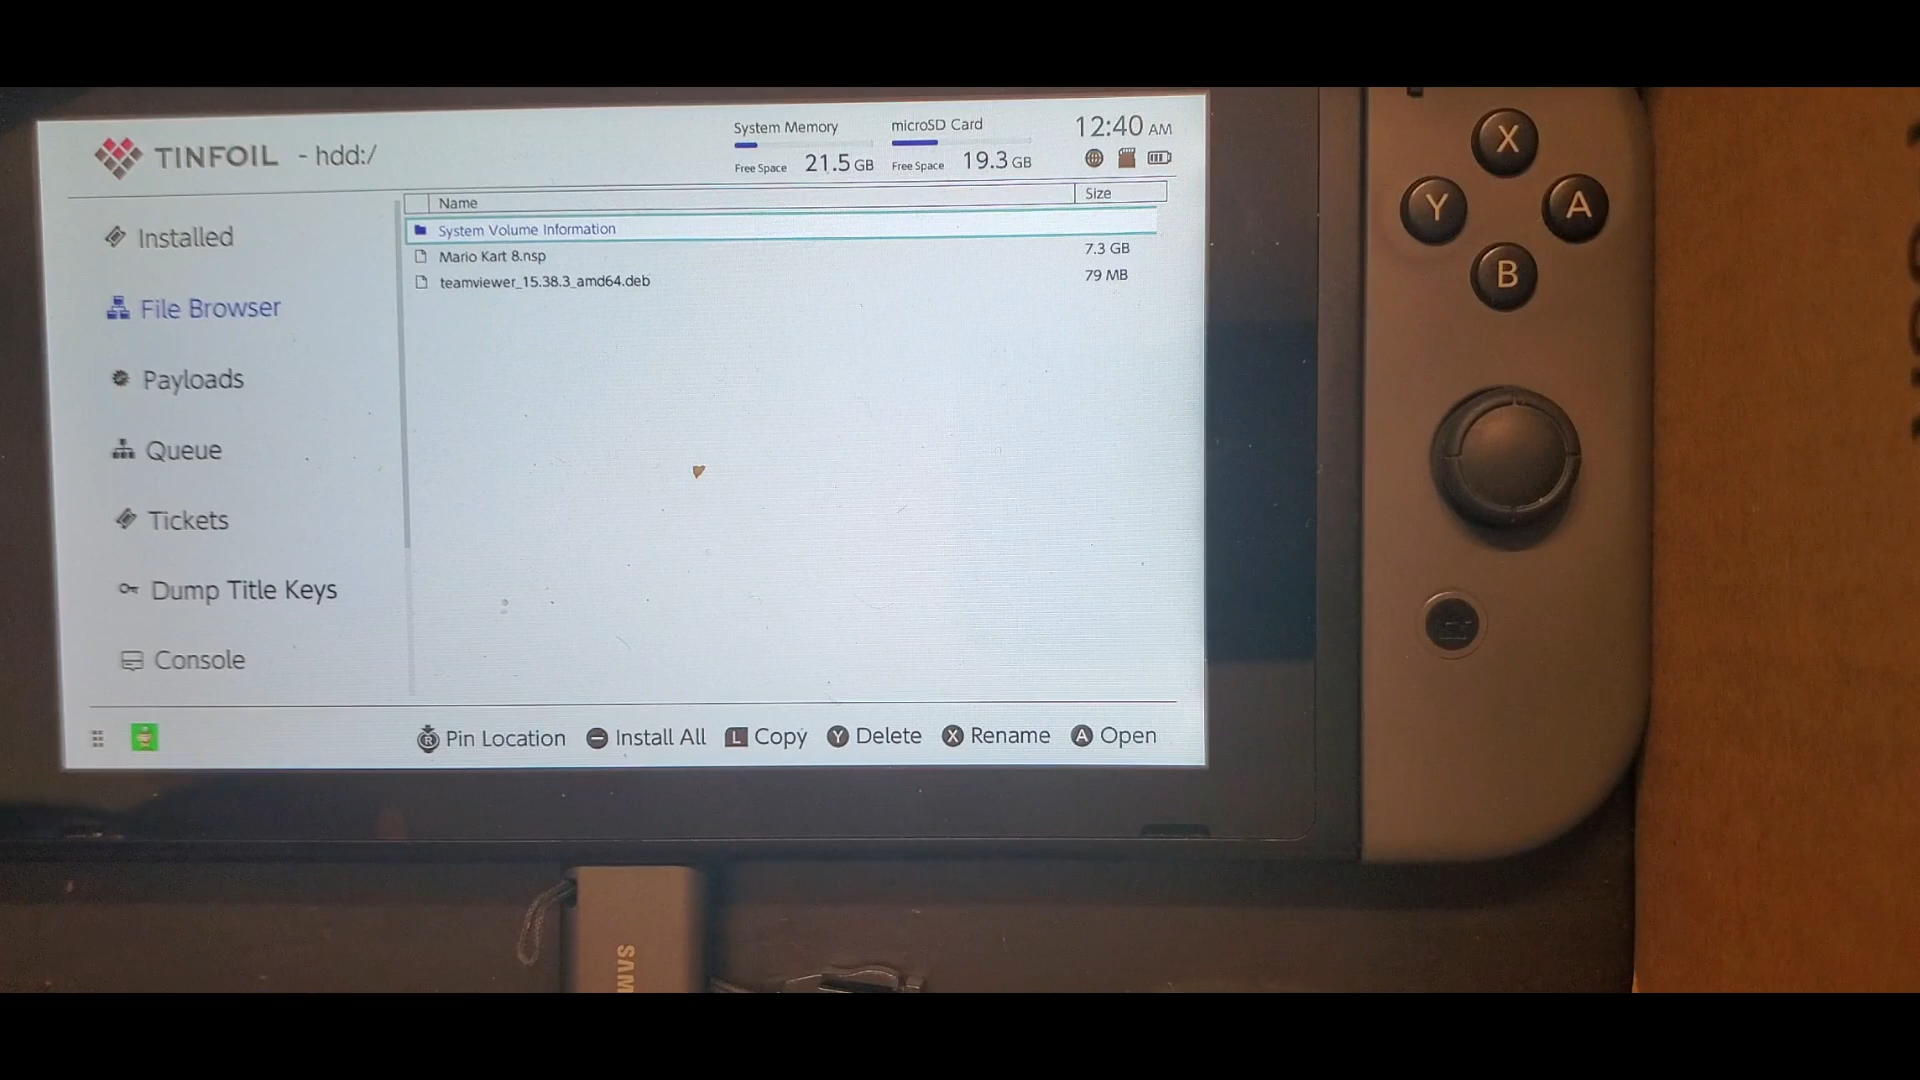 TINFOIL - hdd:/
System Memory
Free Space 21.5 GB
microSD Card
Free Space 19.3 GB
12:40 AM
Installed
File Browser
Payloads
Queue
Tickets
Dump Title Keys
Console
Name Size
System Volume Information
Mario Kart 8.nsp 7.3 GB
teamviewer_15.38.3_amd64.deb 79 MB
R Pin Location - Install All L Copy Y Delete X Rename A Open
X
Y
A
B
SAM